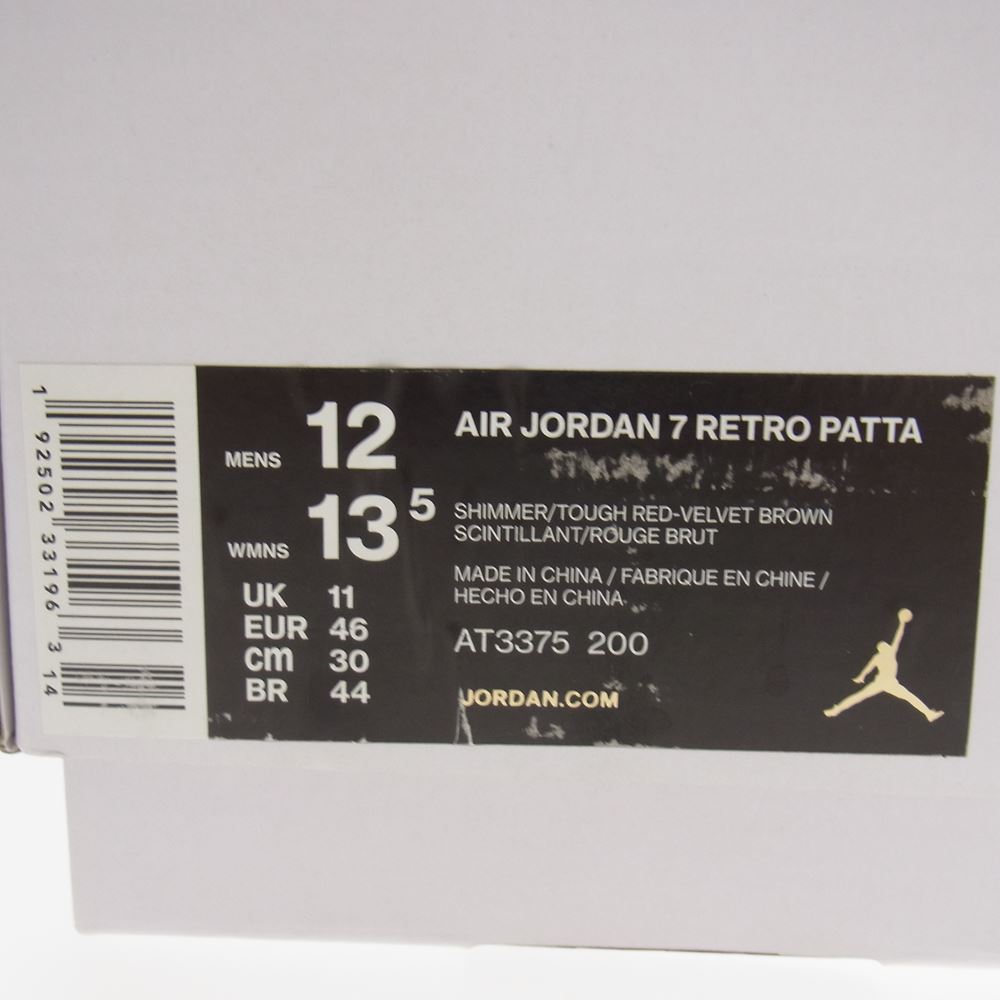 1 92502 33196 3 14
MENS 12
WMNS 13 5
UK 11
EUR 46
cm 30
BR 44
AIR JORDAN 7 RETRO PATTA
SHIMMER/TOUGH RED-VELVET BROWN
SCINTILLANT/ROUGE BRUT
MADE IN CHINA / FABRIQUE EN CHINE /
HECHO EN CHINA
AT3375 200
JORDAN.COM